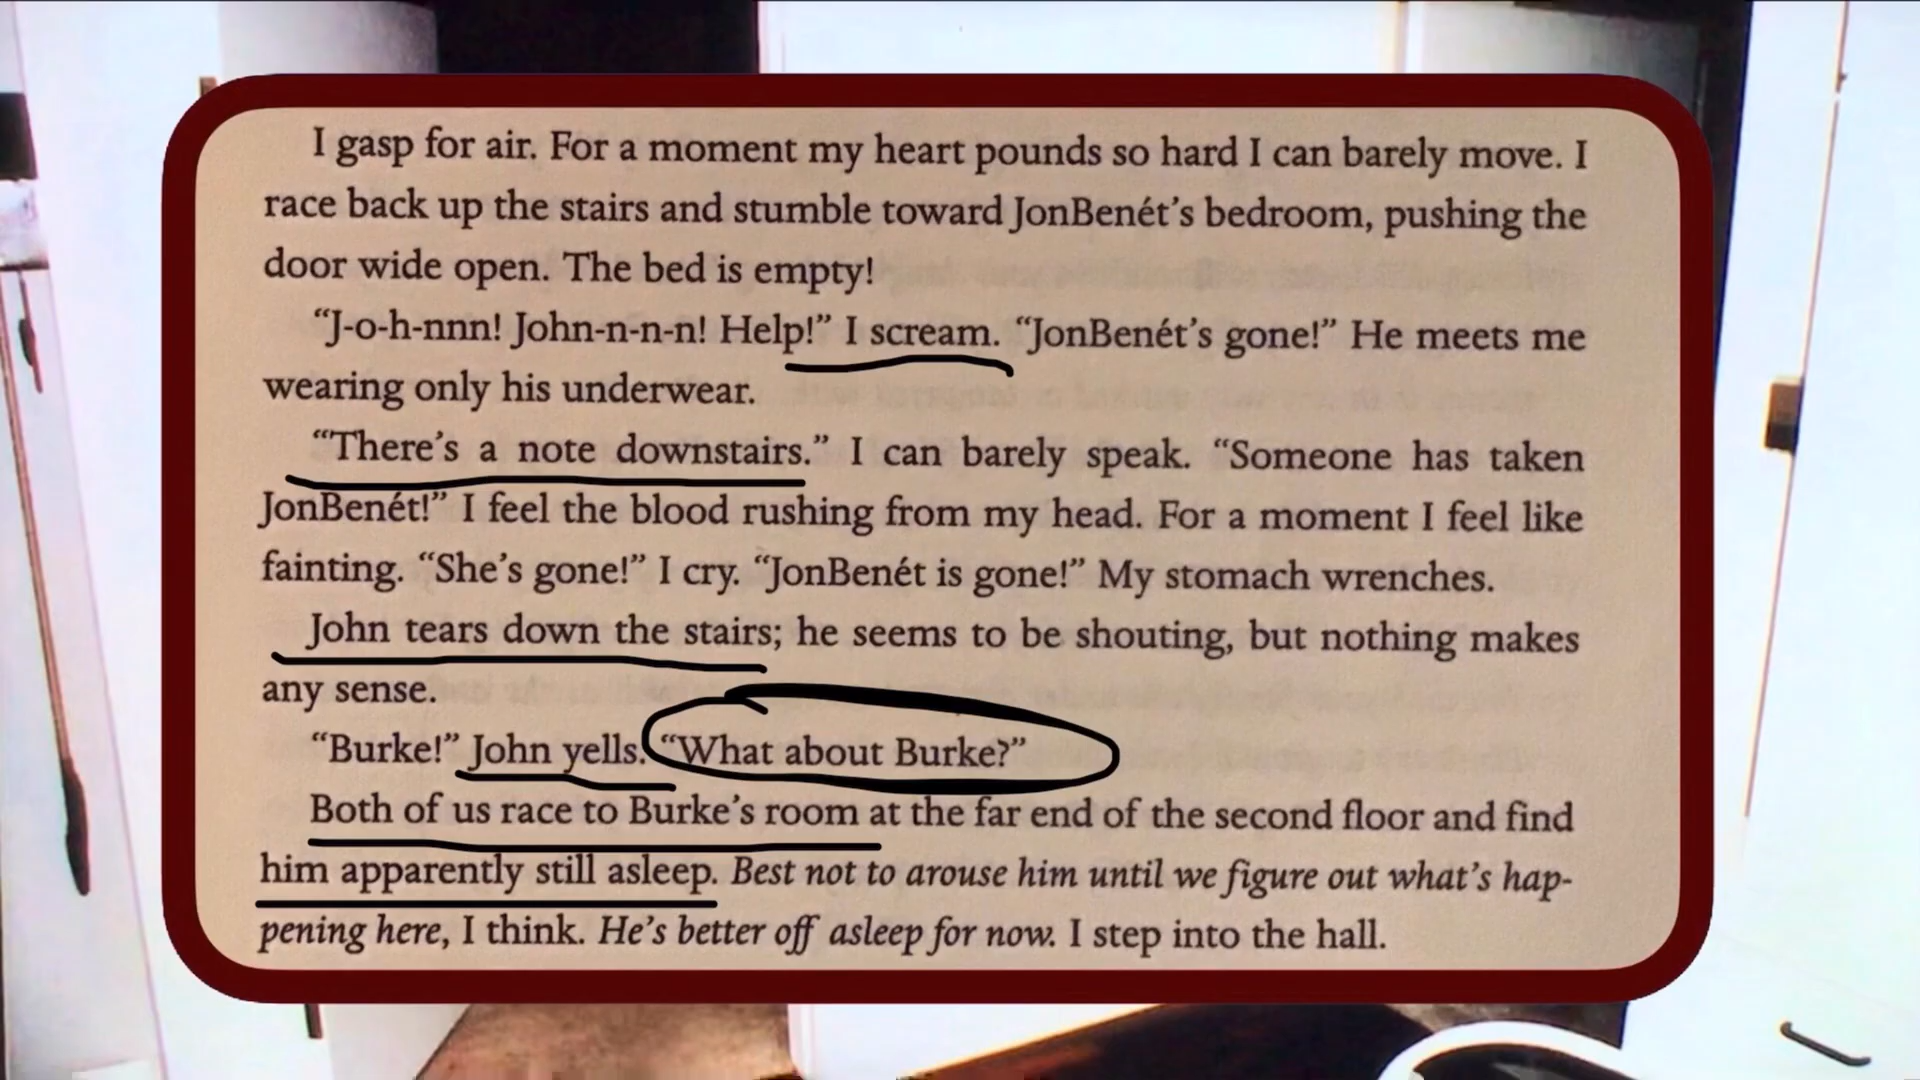 I gasp for air. For a moment my heart pounds so hard I can barely move. I
race back up the stairs and stumble toward JonBenét’s bedroom, pushing the
door wide open. The bed is empty!
“J-o-h-nnn! John-n-n-n! Help!” I scream. “JonBenét’s gone!” He meets me
wearing only his underwear.
“There’s a note downstairs.” I can barely speak. “Someone has taken
JonBenét!” I feel the blood rushing from my head. For a moment I feel like
fainting. “She’s gone!” I cry. “JonBenét is gone!” My stomach wrenches.
John tears down the stairs; he seems to be shouting, but nothing makes
any sense.
“Burke!” John yells. “What about Burke?”
Both of us race to Burke’s room at the far end of the second floor and find
him apparently still asleep. Best not to arouse him until we figure out what’s hap-
pening here, I think. He’s better off asleep for now. I step into the hall.